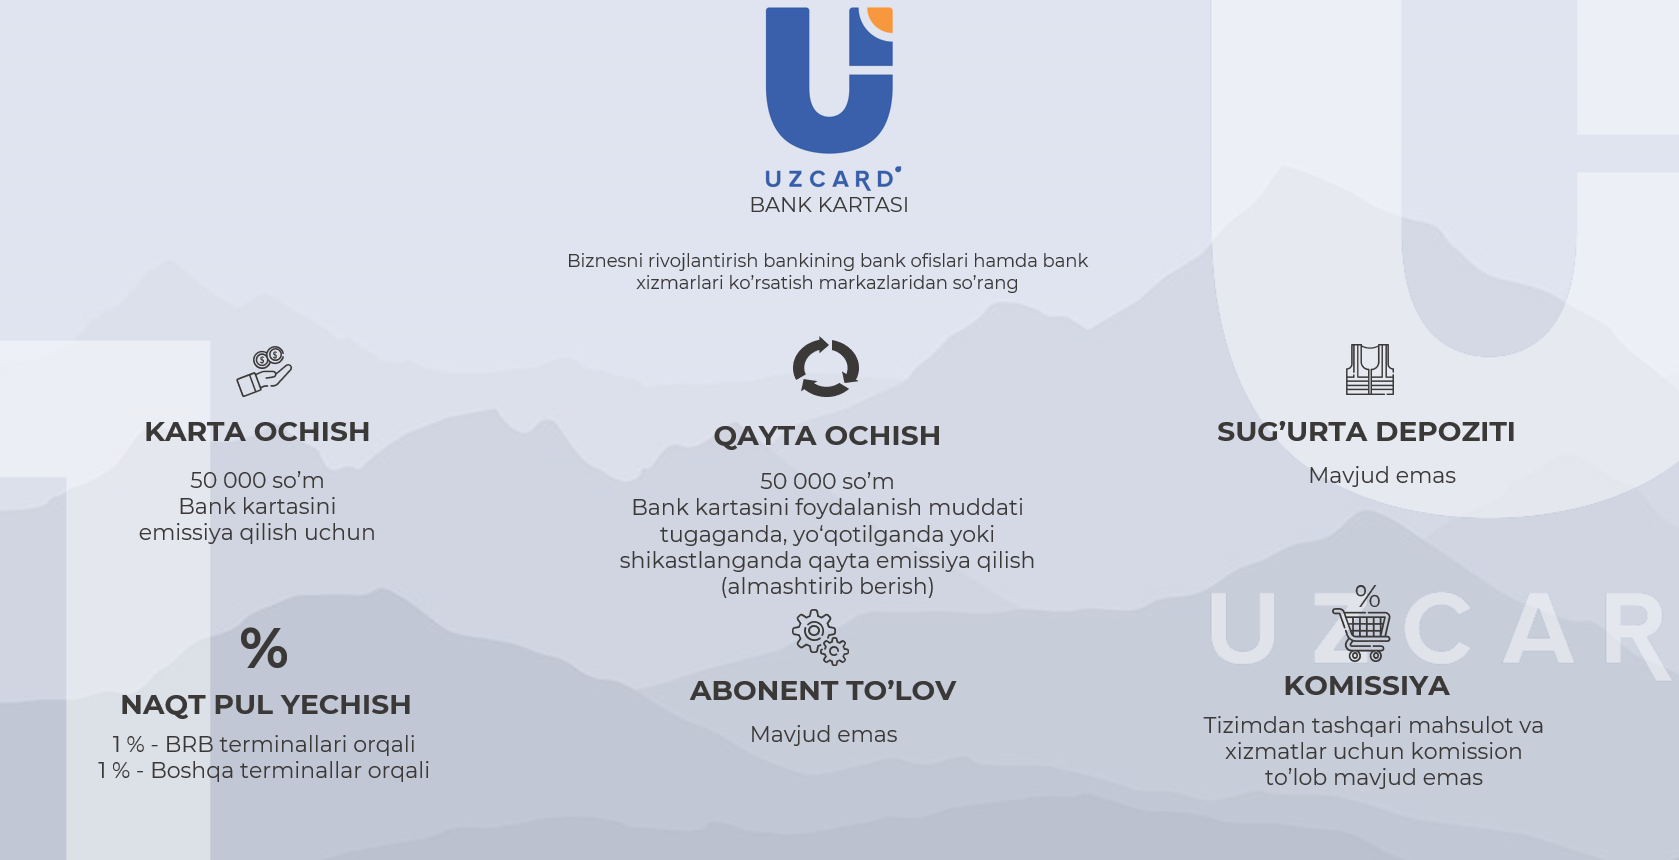 UZCARD
BANK KARTASI
Biznesni rivojlantirish bankining bank ofislari hamda bank
xizmarlari ko’rsatish markazlaridan so’rang
KARTA OCHISH
50 000 so’m
Bank kartasini
emissiya qilish uchun
QAYTA OCHISH
50 000 so’m
Bank kartasini foydalanish muddati
tugaganda, yo‘qotilganda yoki
shikastlanganda qayta emissiya qilish
(almashtirib berish)
SUG’URTA DEPOZITI
Mavjud emas
%
NAQT PUL YECHISH
1 % - BRB terminallari orqali
1 % - Boshqa terminallar orqali
ABONENT TO’LOV
Mavjud emas
%
UZCAR
KOMISSIYA
Tizimdan tashqari mahsulot va
xizmatlar uchun komission
to’lob mavjud emas
1